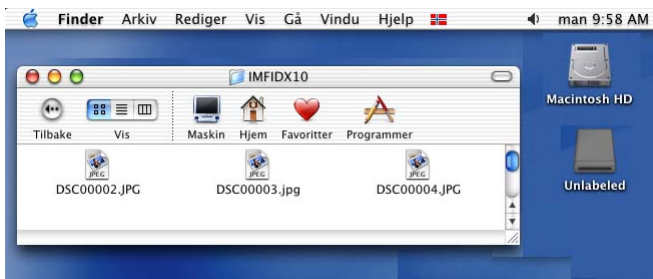 Finder Arkiv Rediger Vis Gå Vindu Hjelp man 9:58 AM
IMFIDX10
Macintosh HD
Tilbake Vis Maskin Hjem Favoritter Programmer
JPEG JPEG JPEG
DSC00002.JPG DSC00003.jpg DSC00004.JPG
Unlabeled